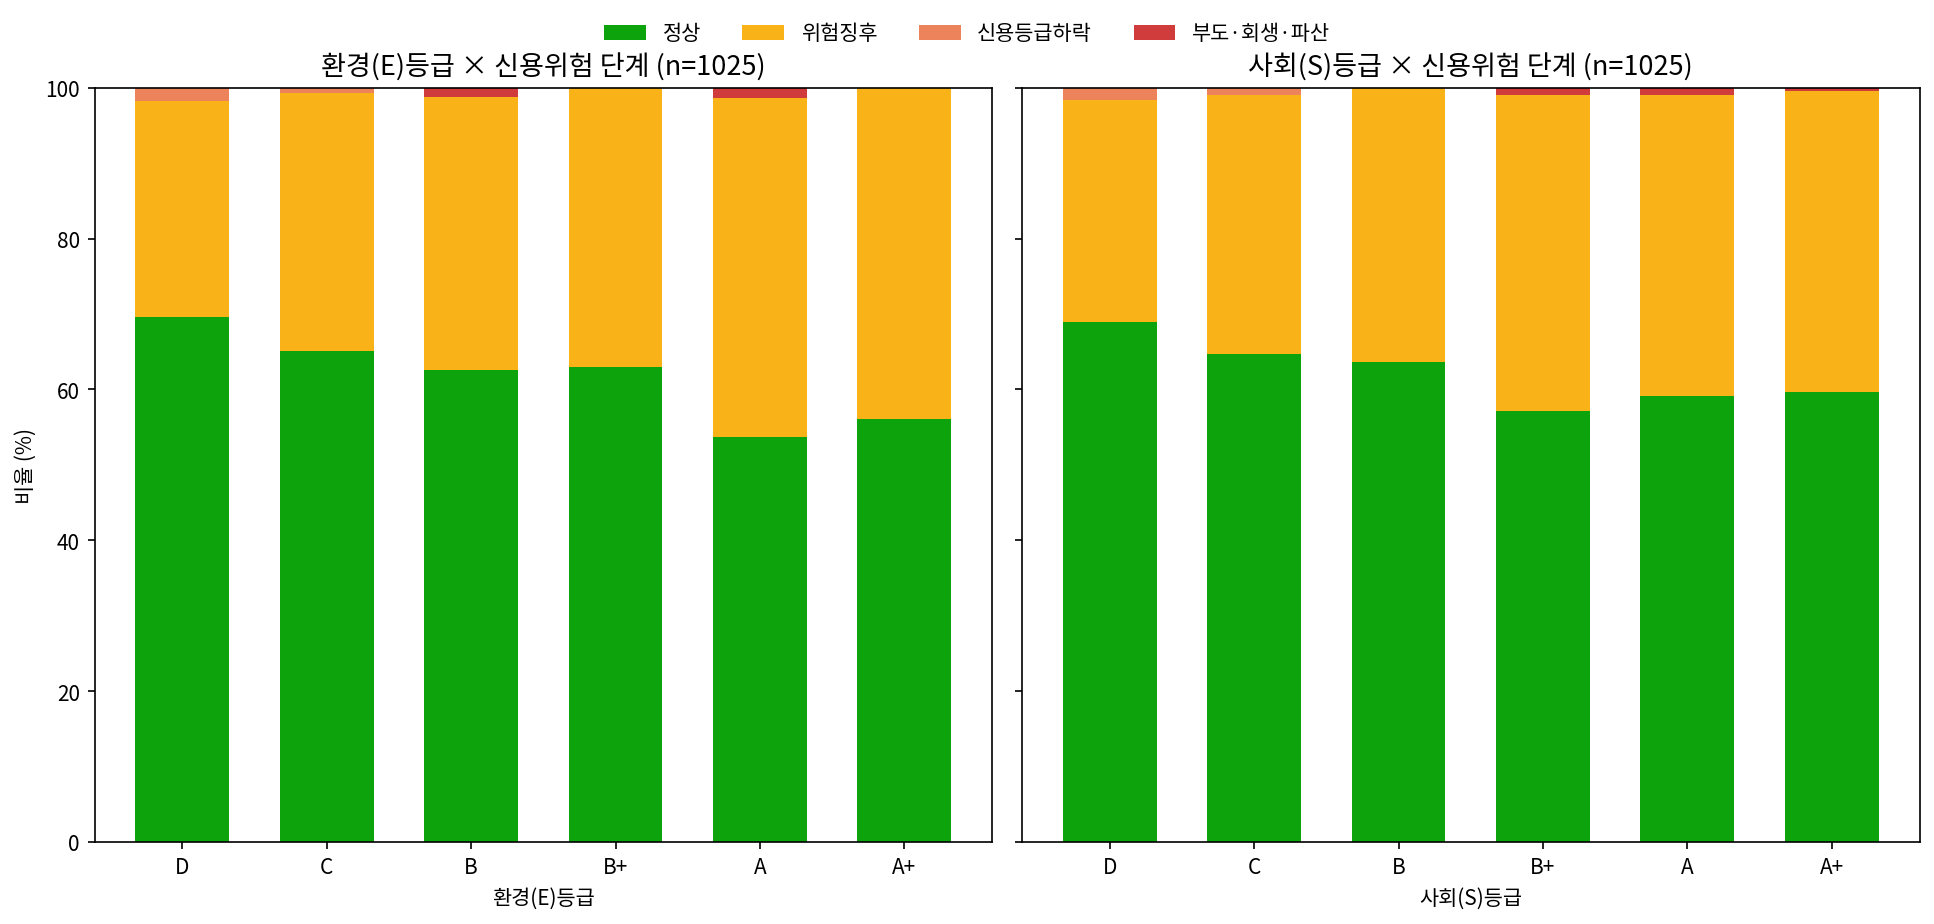 정상 위험징후 신용등급하락 부도·회생·파산
환경(E)등급 × 신용위험 단계 (n=1025)
사회(S)등급 × 신용위험 단계 (n=1025)
비율 (%)
100
80
60
40
20
0
D C B B+ A A+
환경(E)등급
D C B B+ A A+
사회(S)등급